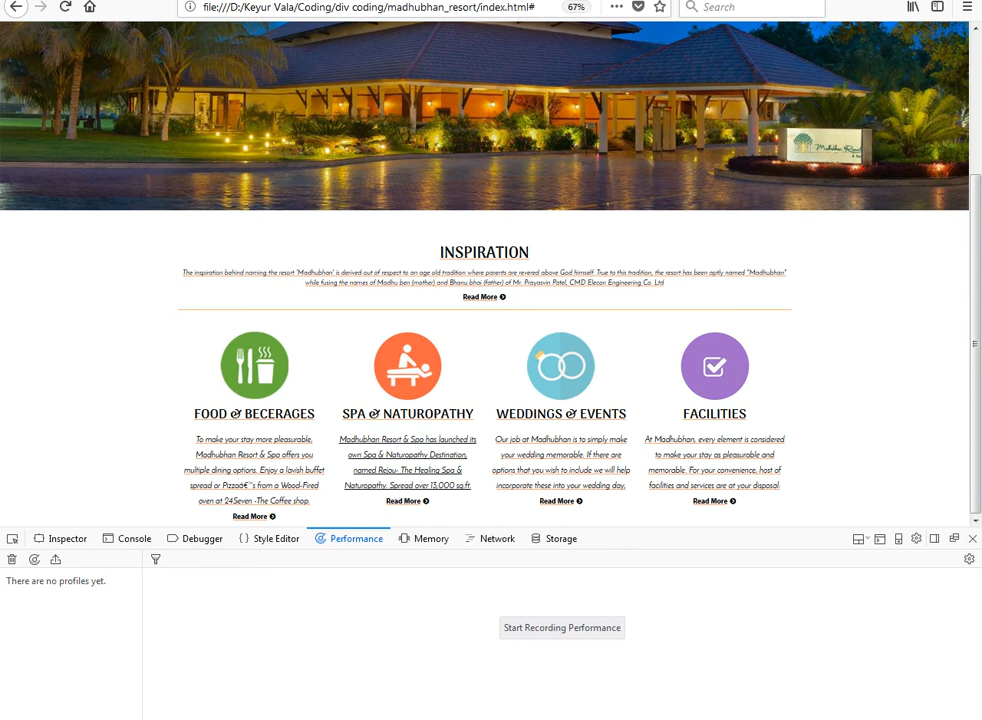 file:///D:/Keyur Vala/Coding/div coding/madhubhan_resort/index.html#
67%
Search
Madhubhan Resort
INSPIRATION
The inspiration behind naming the resort 'Madhubhan' is derived out of respect to an age old tradition where parents are revered above God himself. True to this tradition, the resort has been aptly named "Madhubhan"
while fusing the names of Madhu ben (mother) and Bhanu bhai (father) of Mr. Prayasvin Patel, CMD Elecon Engineering Co. Ltd
Read More
FOOD & BECERAGES
To make your stay more pleasurable,
Madhubhan Resort & Spa offers you
multiple dining options. Enjoy a lavish buffet
spread or Pizzaâ€™s from a Wood-Fired
oven at 24Seven -The Coffee shop.
Read More
SPA & NATUROPATHY
Madhubhan Resort & Spa has launched its
own Spa & Naturopathy Destination,
named Rejou- The Healing Spa &
Naturopathy. Spread over 13,000 sq.ft.
Read More
WEDDINGS & EVENTS
Our job at Madhubhan is to simply make
your wedding memorable. If there are
options that you wish to include we will help
incorporate these into your wedding day,
Read More
FACILITIES
At Madhubhan, every element is considered
to make your stay as pleasurable and
memorable. For your convenience, host of
facilities and services are at your disposal:
Read More
Inspector
Console
Debugger
Style Editor
Performance
Memory
Network
Storage
There are no profiles yet.
Start Recording Performance